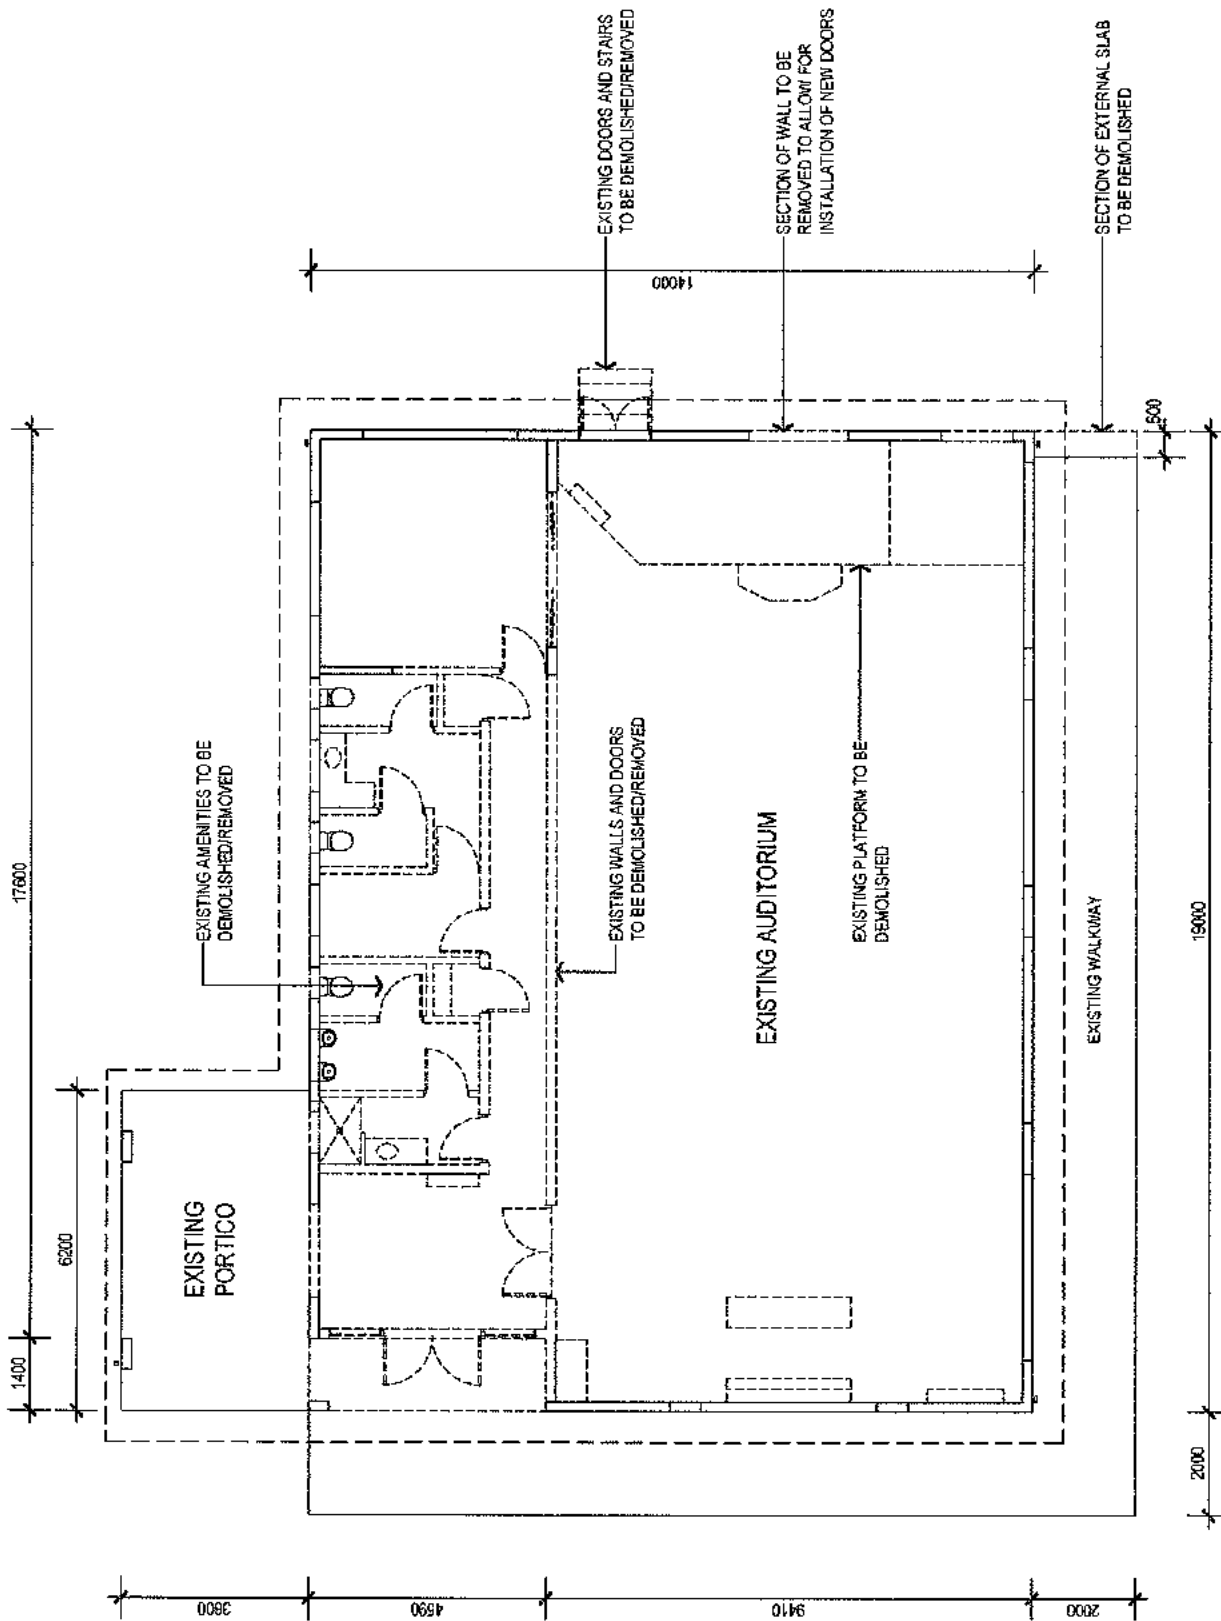 EXISTING DOORS AND STAIRS
TO BE DEMOLISHED/REMOVED
SECTION OF WALL TO BE
REMOVED TO ALLOW FOR
INSTALLATION OF NEW DOORS
SECTION OF EXTERNAL SLAB
TO BE DEMOLISHED
14000
600
17600
EXISTING AMENITIES TO BE
DEMOLISHED/REMOVED
EXISTING WALLS AND DOORS
TO BE DEMOLISHED/REMOVED
EXISTING AUDITORIUM
EXISTING PLATFORM TO BE
DEMOLISHED
EXISTING WALKWAY
19000
6200
EXISTING
PORTICO
1400
2000
3600
4590
9410
2000